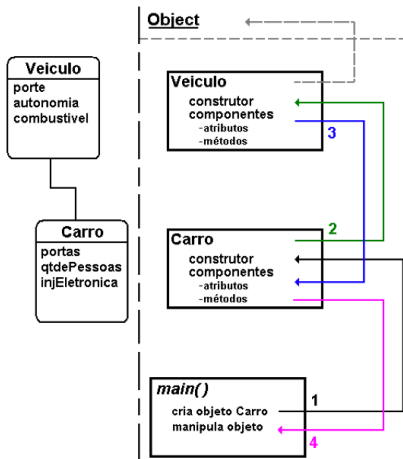 Object
Veiculo
porte
autonomia
combustivel
Carro
portas
qtdePessoas
injEletronica
Veiculo
construtor
componentes
-atributos
-métodos
3
2
Carro
construtor
componentes
-atributos
-métodos
main()
1
cria objeto Carro
manipula objeto
4